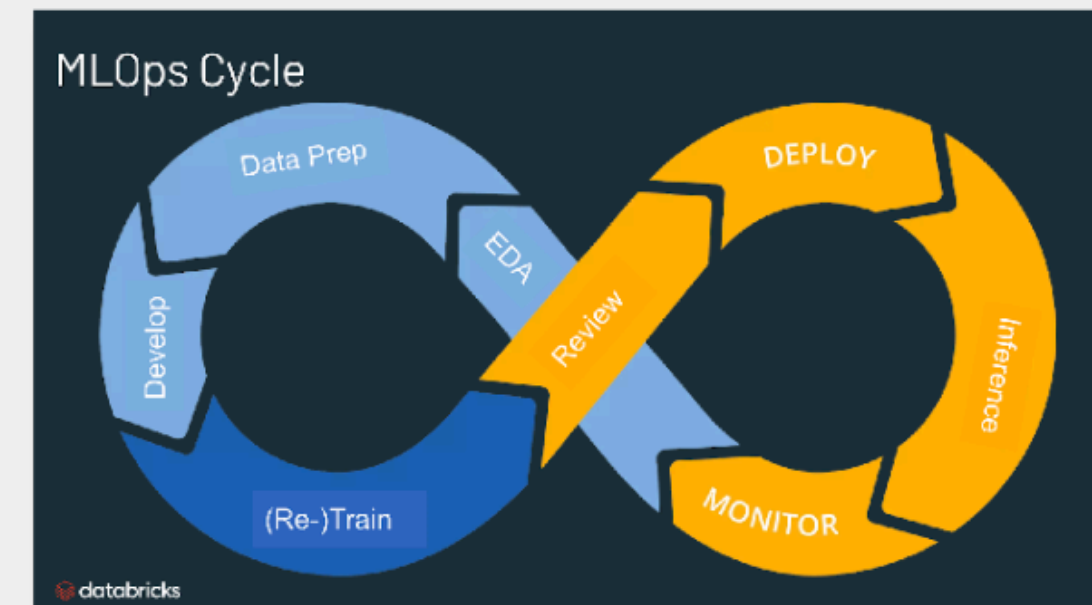 MLOps Cycle
Data Prep
DEPLOY
EDA
Develop
Review
Inference
(Re-)Train
MONITOR
databricks